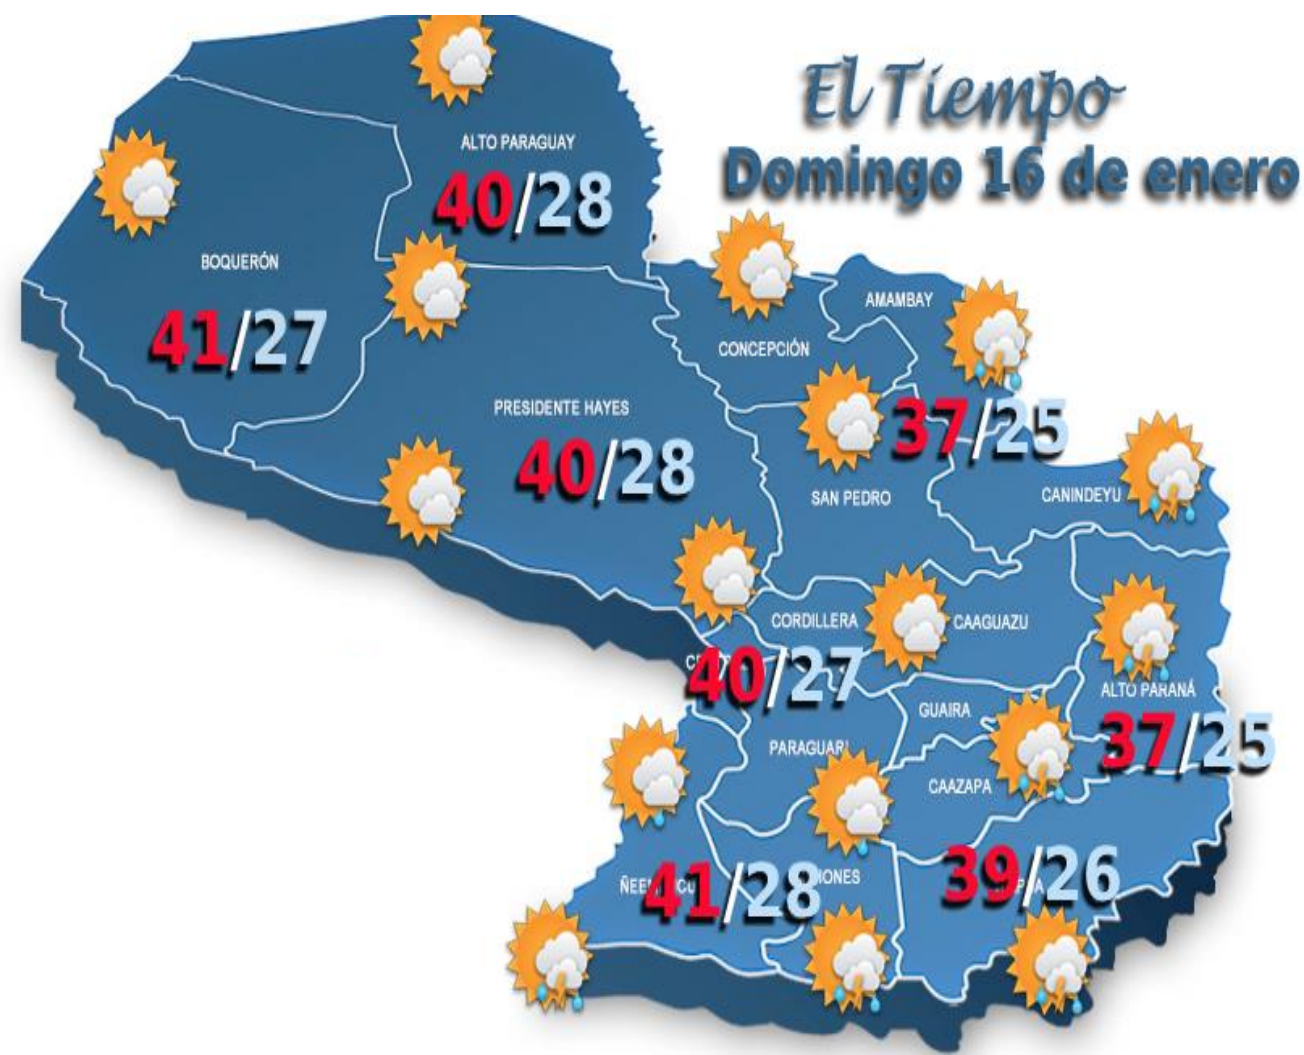 El Tiempo
Domingo 16 de enero
ALTO PARAGUAY
40/28
BOQUERÓN
41/27
AMAMBAY
CONCEPCIÓN
PRESIDENTE HAYES
40/28
37/25
SAN PEDRO
CANINDEYU
CORDILLERA
CAAGUAZU
40/27
ALTO PARANÁ
37/25
GUAIRA
PARAGUARI
CAAZAPA
41/28
39/26